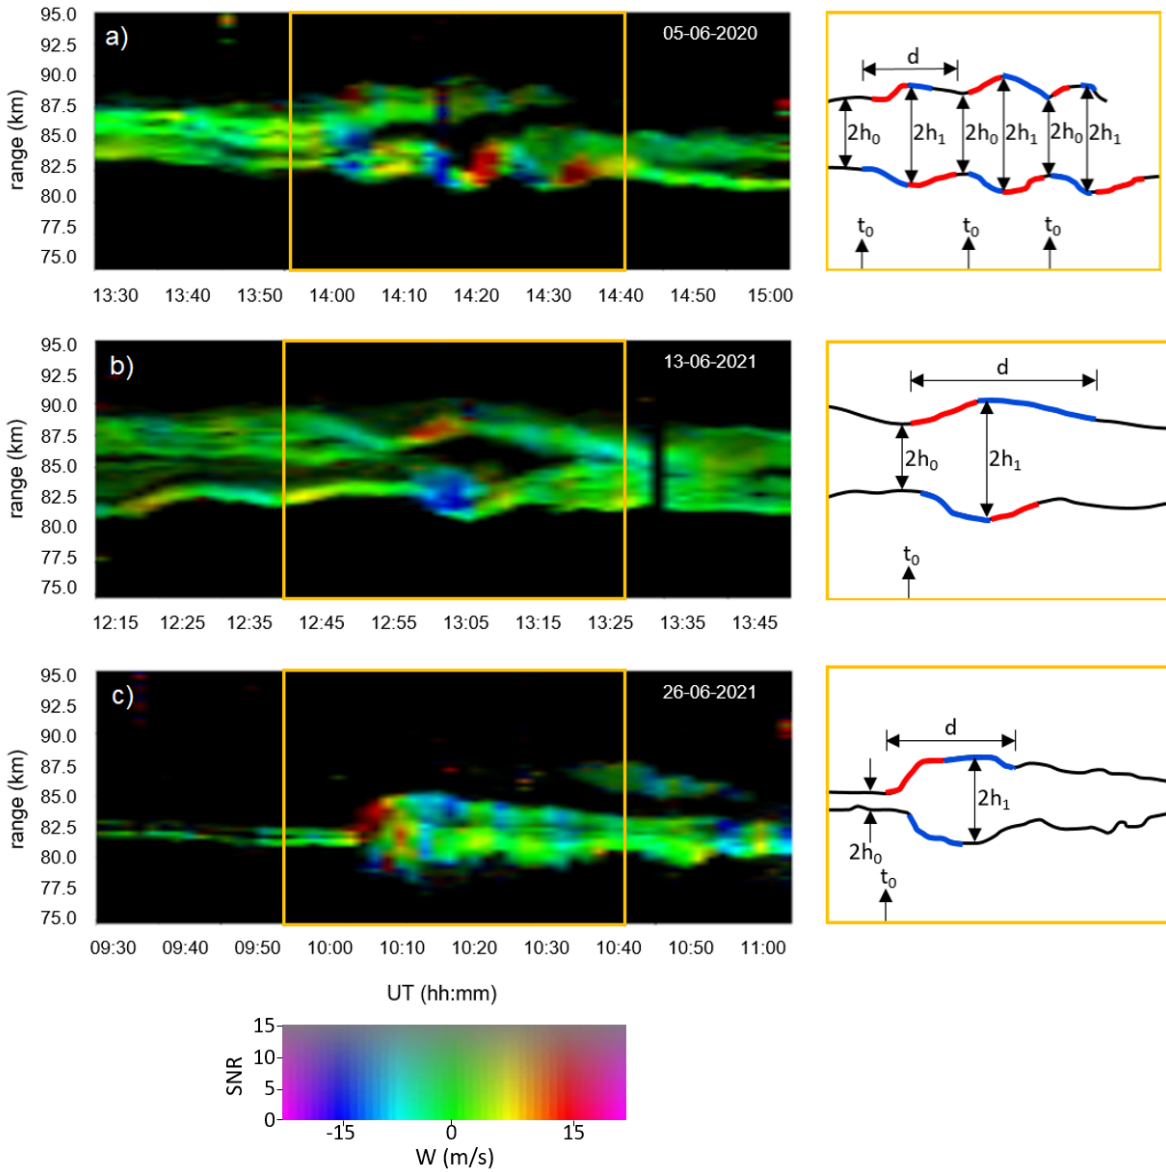 a)
05-06-2020
range (km)
95.0
92.5
90.0
87.5
85.0
82.5
80.0
77.5
75.0
13:30 13:40 13:50 14:00 14:10 14:20 14:30 14:40 14:50 15:00
d
2h₀ 2h₁ 2h₀ 2h₁ 2h₀ 2h₁
t₀ t₀ t₀
b)
13-06-2021
range (km)
95.0
92.5
90.0
87.5
85.0
82.5
80.0
77.5
75.0
12:15 12:25 12:35 12:45 12:55 13:05 13:15 13:25 13:35 13:45
d
2h₀ 2h₁
t₀
c)
26-06-2021
range (km)
95.0
92.5
90.0
87.5
85.0
82.5
80.0
77.5
75.0
09:30 09:40 09:50 10:00 10:10 10:20 10:30 10:40 10:50 11:00
d
2h₁
2h₀
t₀
UT (hh:mm)
SNR
15
10
5
0
-15 0 15
W (m/s)